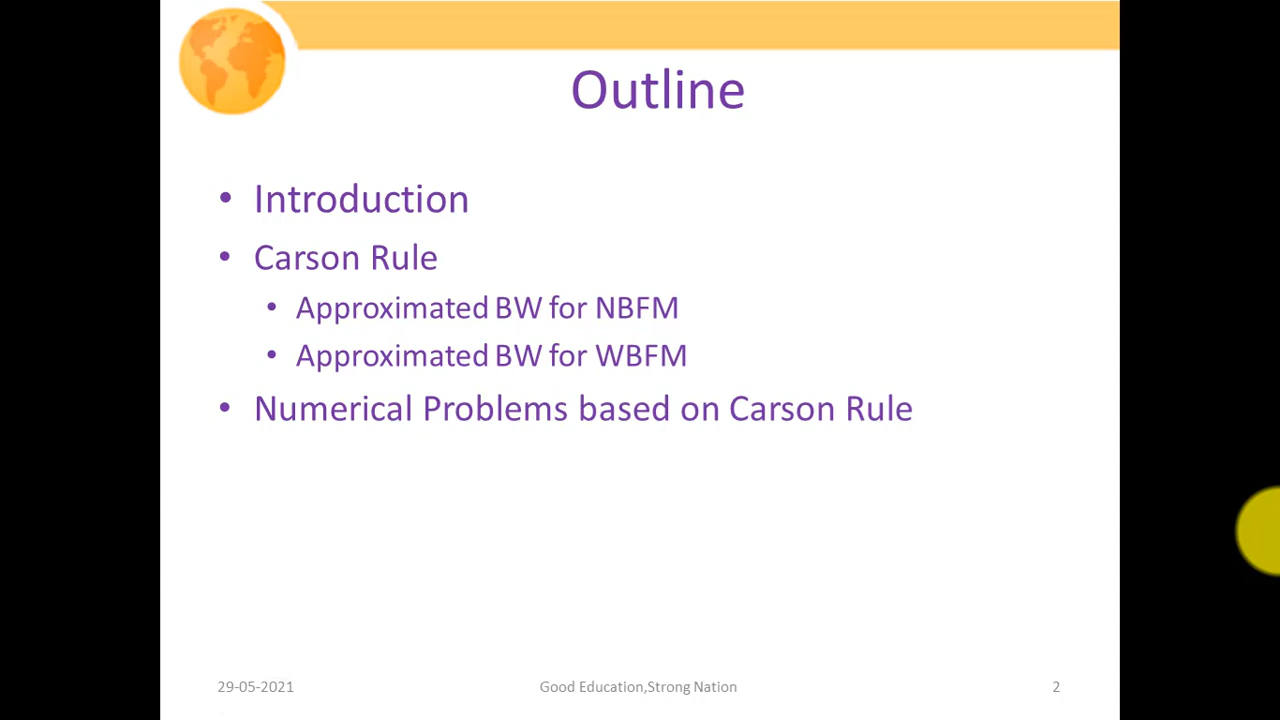 Outline
• Introduction
• Carson Rule
• Approximated BW for NBFM
• Approximated BW for WBFM
• Numerical Problems based on Carson Rule
29-05-2021
Good Education,Strong Nation
2